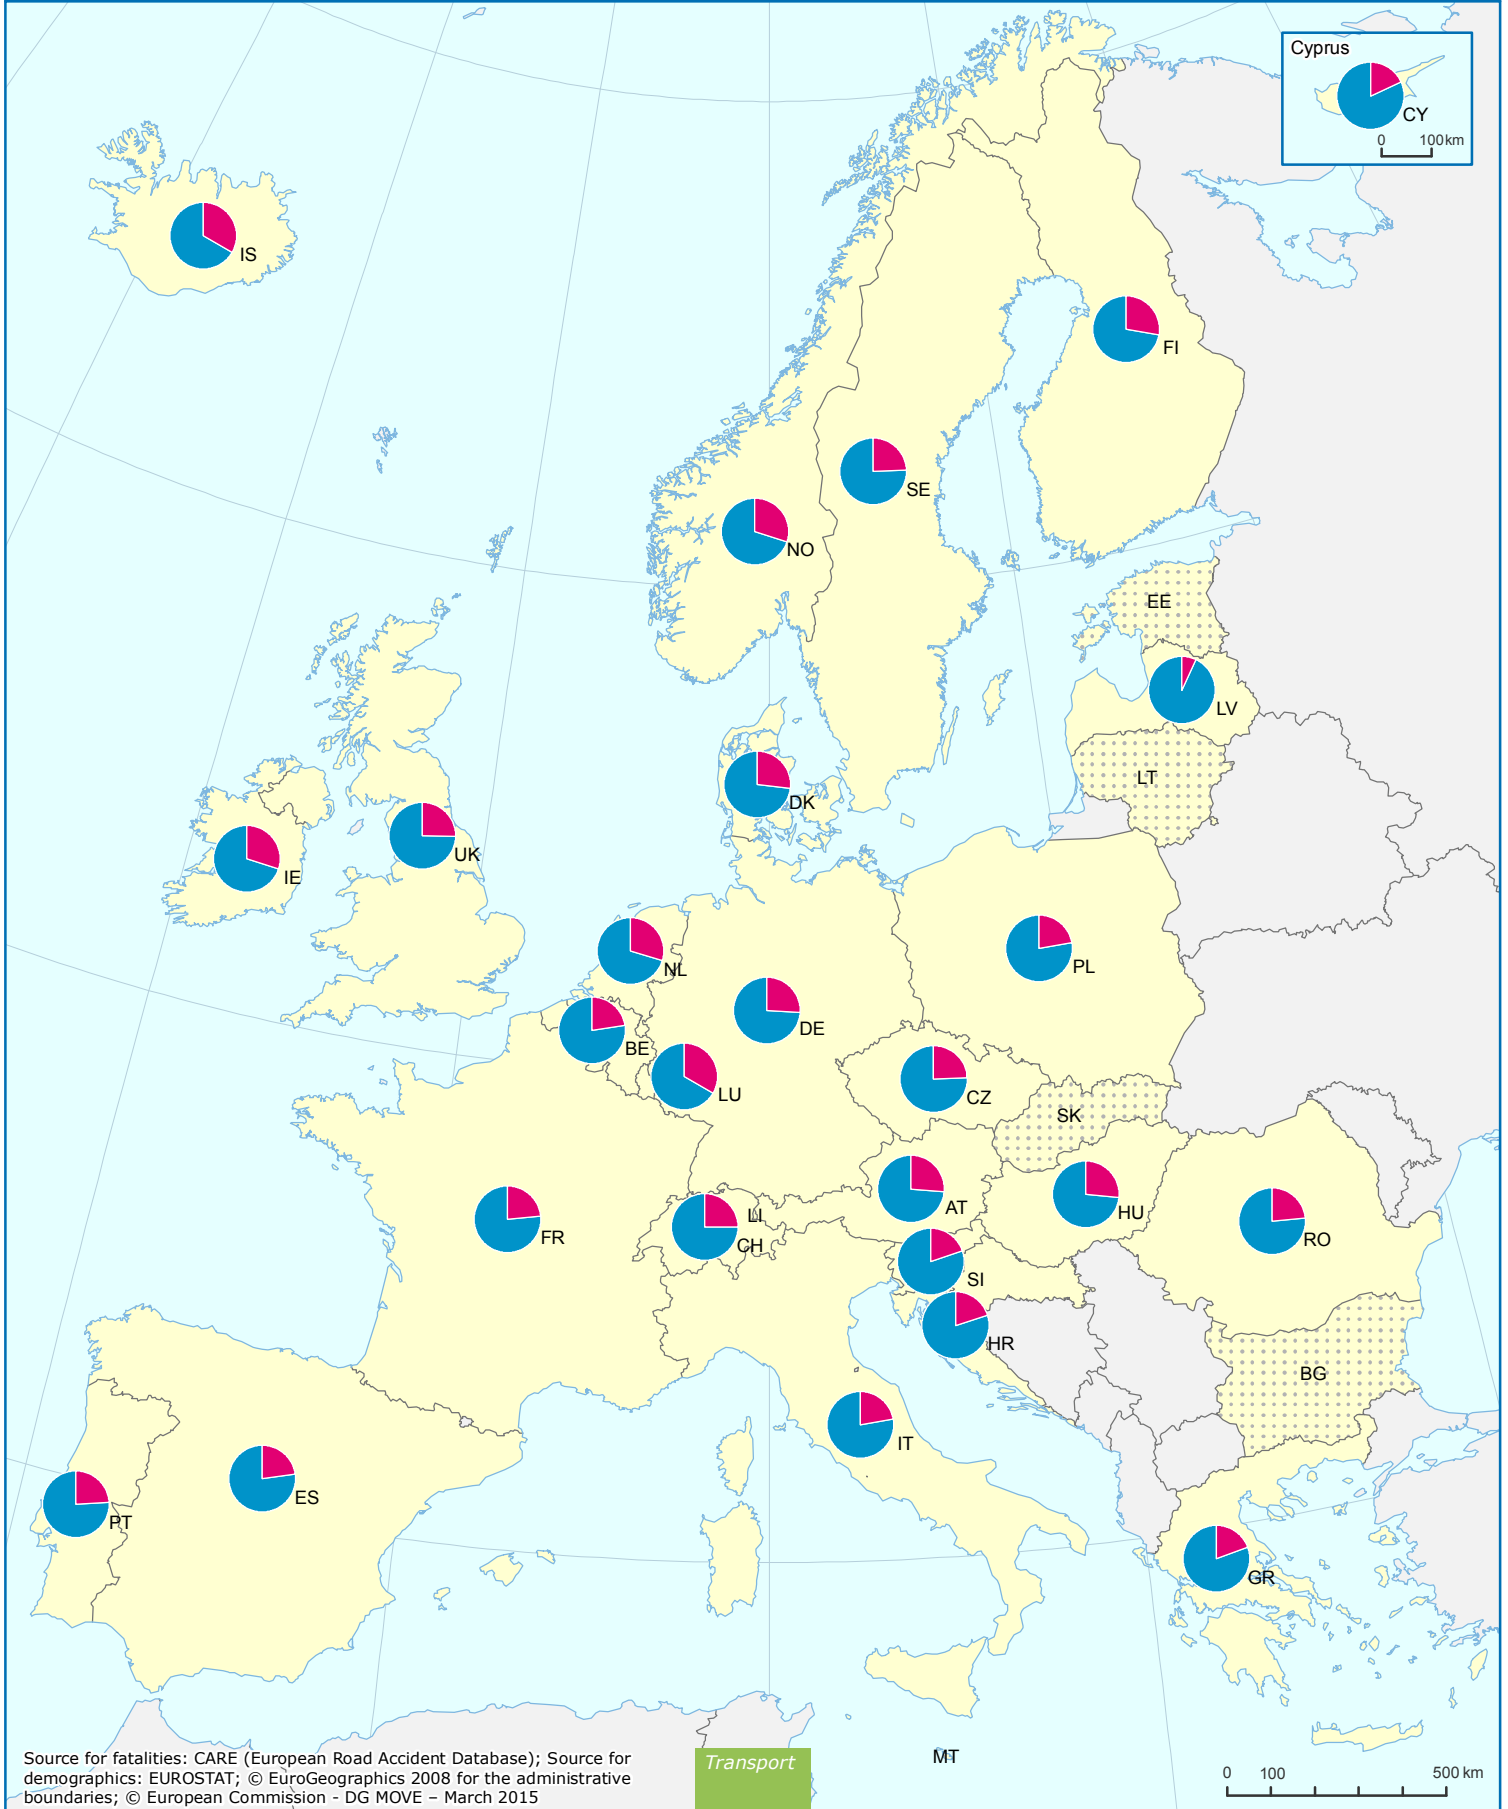 Cyprus
CY
0 100km
IS
FI
SE
NO
EE
LV
LT
DK
UK
IE
NL
PL
DE
BE
LU
CZ
SK
AT
HU
LI
CH
FR
RO
SI
HR
BG
IT
ES
PT
GR
MT
Source for fatalities: CARE (European Road Accident Database); Source for
demographics: EUROSTAT; © EuroGeographics 2008 for the administrative
boundaries; © European Commission - DG MOVE – March 2015
Transport
0 100 500 km